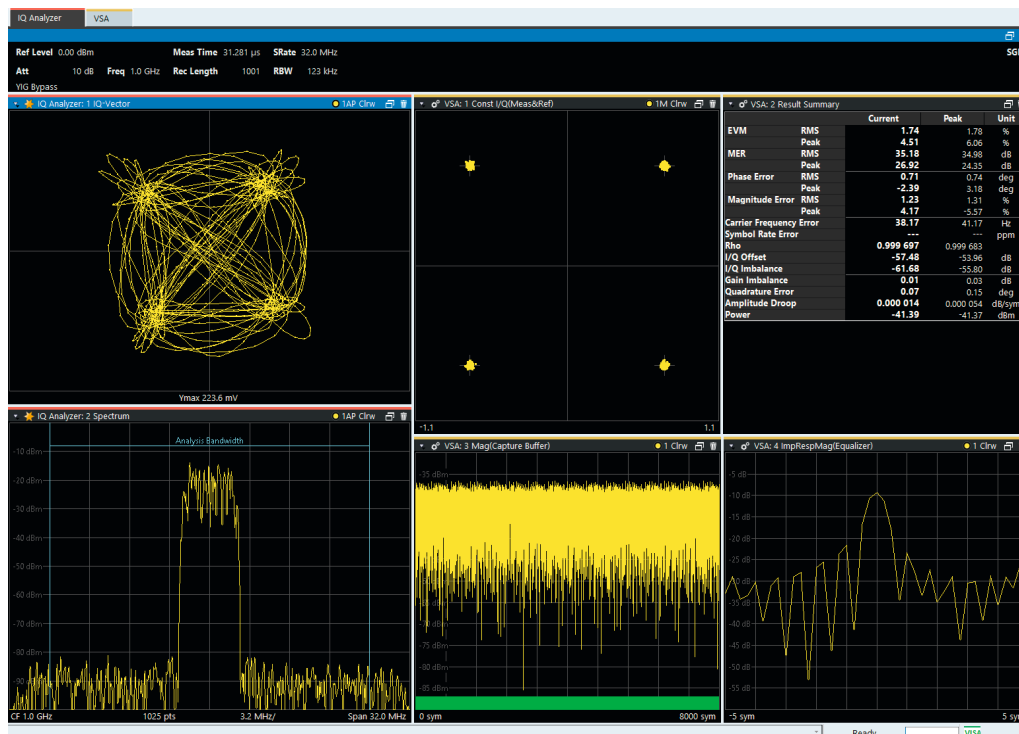 IQ Analyzer VSA
Ref Level 0.00 dBm Meas Time 31.281 µs SRate 32.0 MHz SGL
Att 10 dB Freq 1.0 GHz Rec Length 1001 RBW 123 kHz
YIG Bypass
IQ Analyzer: 1 IQ-Vector 1AP Clrw
Ymax 223.6 mV
VSA: 1 Const I/Q(Meas&Ref) 1M Clrw
-1.1 1.1
VSA: 2 Result Summary
Current Peak Unit
EVM RMS 1.74 1.78 %
Peak 4.51 6.06 %
MER RMS 35.18 34.98 dB
Peak 26.92 24.35 dB
Phase Error RMS 0.71 0.74 deg
Peak -2.39 3.18 deg
Magnitude Error RMS 1.23 1.31 %
Peak 4.17 -5.57 %
Carrier Frequency Error 38.17 41.17 Hz
Symbol Rate Error --- --- ppm
Rho 0.999 697 0.999 683
I/Q Offset -57.48 -53.96 dB
I/Q Imbalance -61.68 -55.80 dB
Gain Imbalance 0.01 0.03 dB
Quadrature Error 0.07 0.15 deg
Amplitude Droop 0.000 014 0.000 054 dB/sym
Power -41.39 -41.37 dBm
IQ Analyzer: 2 Spectrum 1AP Clrw
Analysis Bandwidth
-10 dBm
-20 dBm
-30 dBm
-40 dBm
-50 dBm
-60 dBm
-70 dBm
-80 dBm
-90
CF 1.0 GHz 1025 pts 3.2 MHz/ Span 32.0 MHz
VSA: 3 Mag(Capture Buffer) 1 Clrw
-35 dBm
-75 dBm
-80 dBm
-85 dBm
0 sym 8000 sym
VSA: 4 ImpRespMag(Equalizer) 1 Clrw
-5 dB
-10 dB
-15 dB
-20 dB
-25 dB
-35 dB
-45 dB
-50 dB
-55 dB
-5 sym 5 sym
Ready